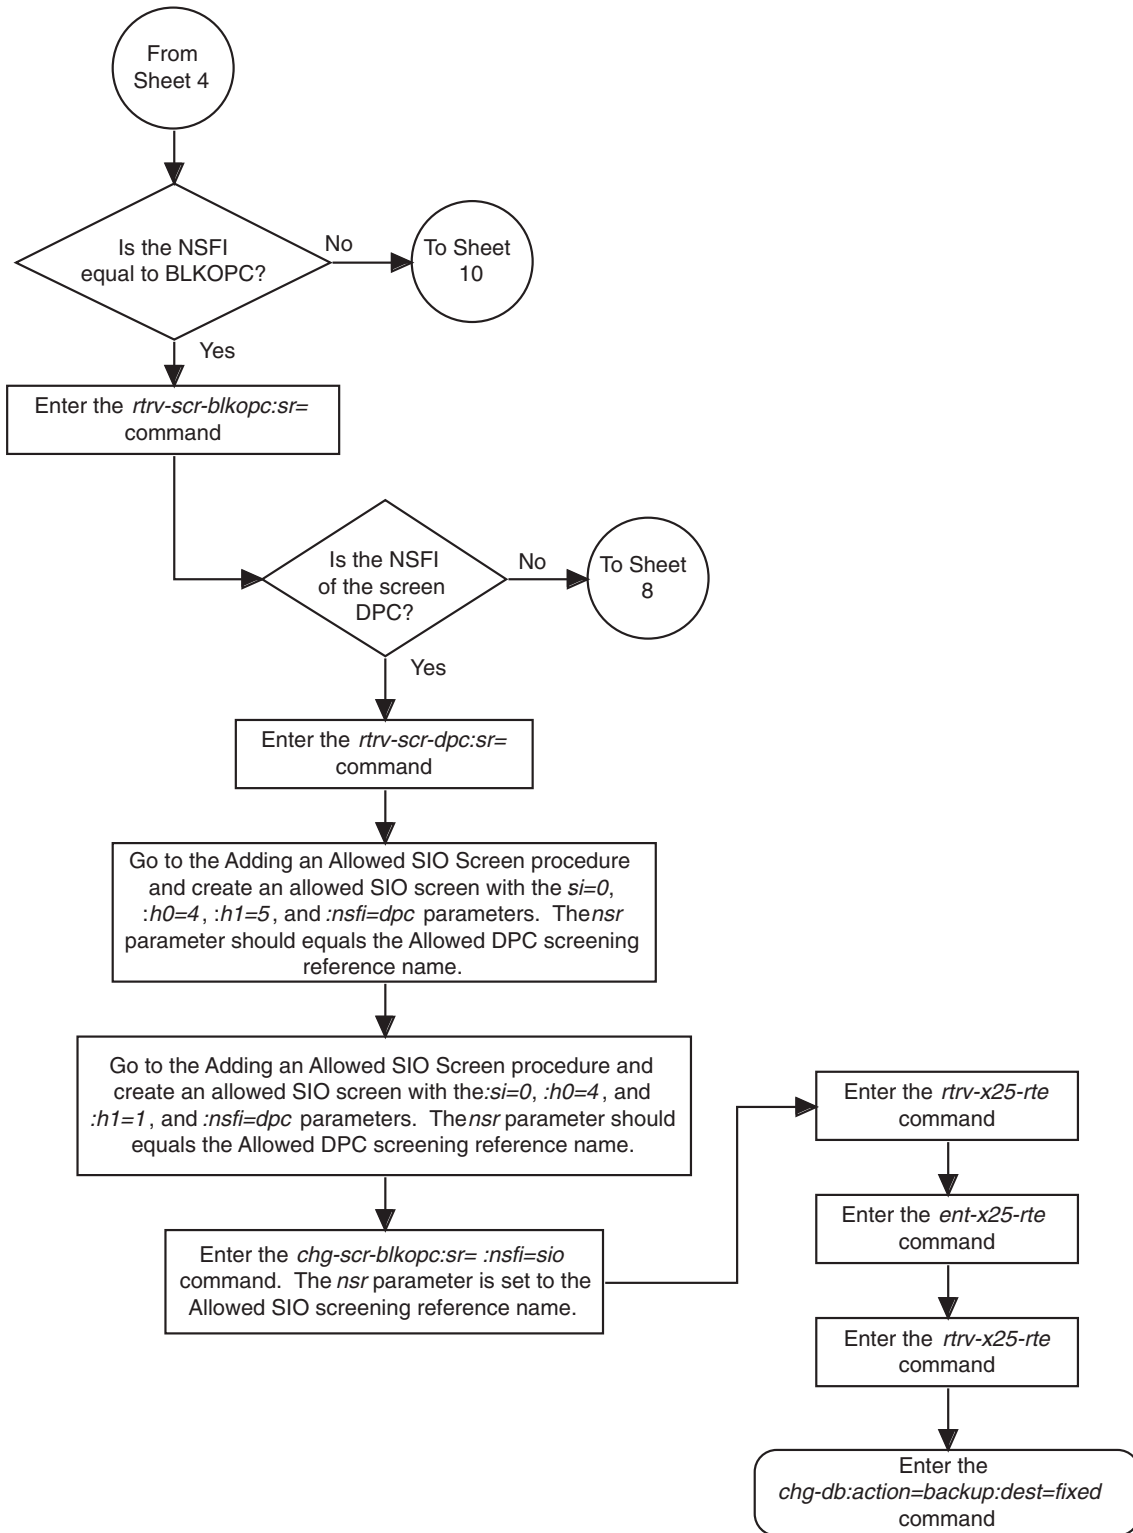 From
Sheet 4
Is the NSFI
equal to BLKOPC?
No
To Sheet
10
Yes
Enter the rtrv-scr-blkopc:sr=
command
Is the NSFI
of the screen
DPC?
No
To Sheet
8
Yes
Enter the rtrv-scr-dpc:sr=
command
Go to the Adding an Allowed SIO Screen procedure
and create an allowed SIO screen with the si=0,
:h0=4, :h1=5, and :nsfi=dpc parameters. The nsr
parameter should equals the Allowed DPC screening
reference name.
Go to the Adding an Allowed SIO Screen procedure and
create an allowed SIO screen with the:si=0, :h0=4, and
:h1=1, and :nsfi=dpc parameters. The nsr parameter should
equals the Allowed DPC screening reference name.
Enter the chg-scr-blkopc:sr= :nsfi=sio
command. The nsr parameter is set to the
Allowed SIO screening reference name.
Enter the rtrv-x25-rte
command
Enter the ent-x25-rte
command
Enter the rtrv-x25-rte
command
Enter the
chg-db:action=backup:dest=fixed
command